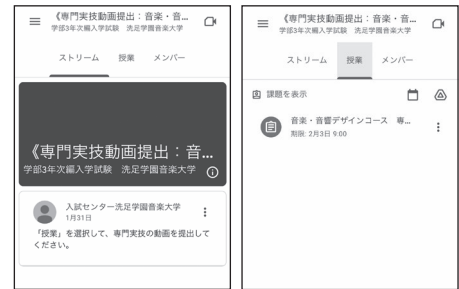 《専門実技動画提出：音楽・音...
学部3年次編入学試験　洗足学園音楽大学
ストリーム　授業　メンバー
《専門実技動画提出：音...
学部3年次編入学試験　洗足学園音楽大学
入試センター洗足学園音楽大学
1月31日
「授業」を選択して、専門実技の動画を提出して
ください。
《専門実技動画提出：音楽・音...
学部3年次編入学試験　洗足学園音楽大学
ストリーム　授業　メンバー
課題を表示
音楽・音響デザインコース　専...
期限: 2月3日 9:00